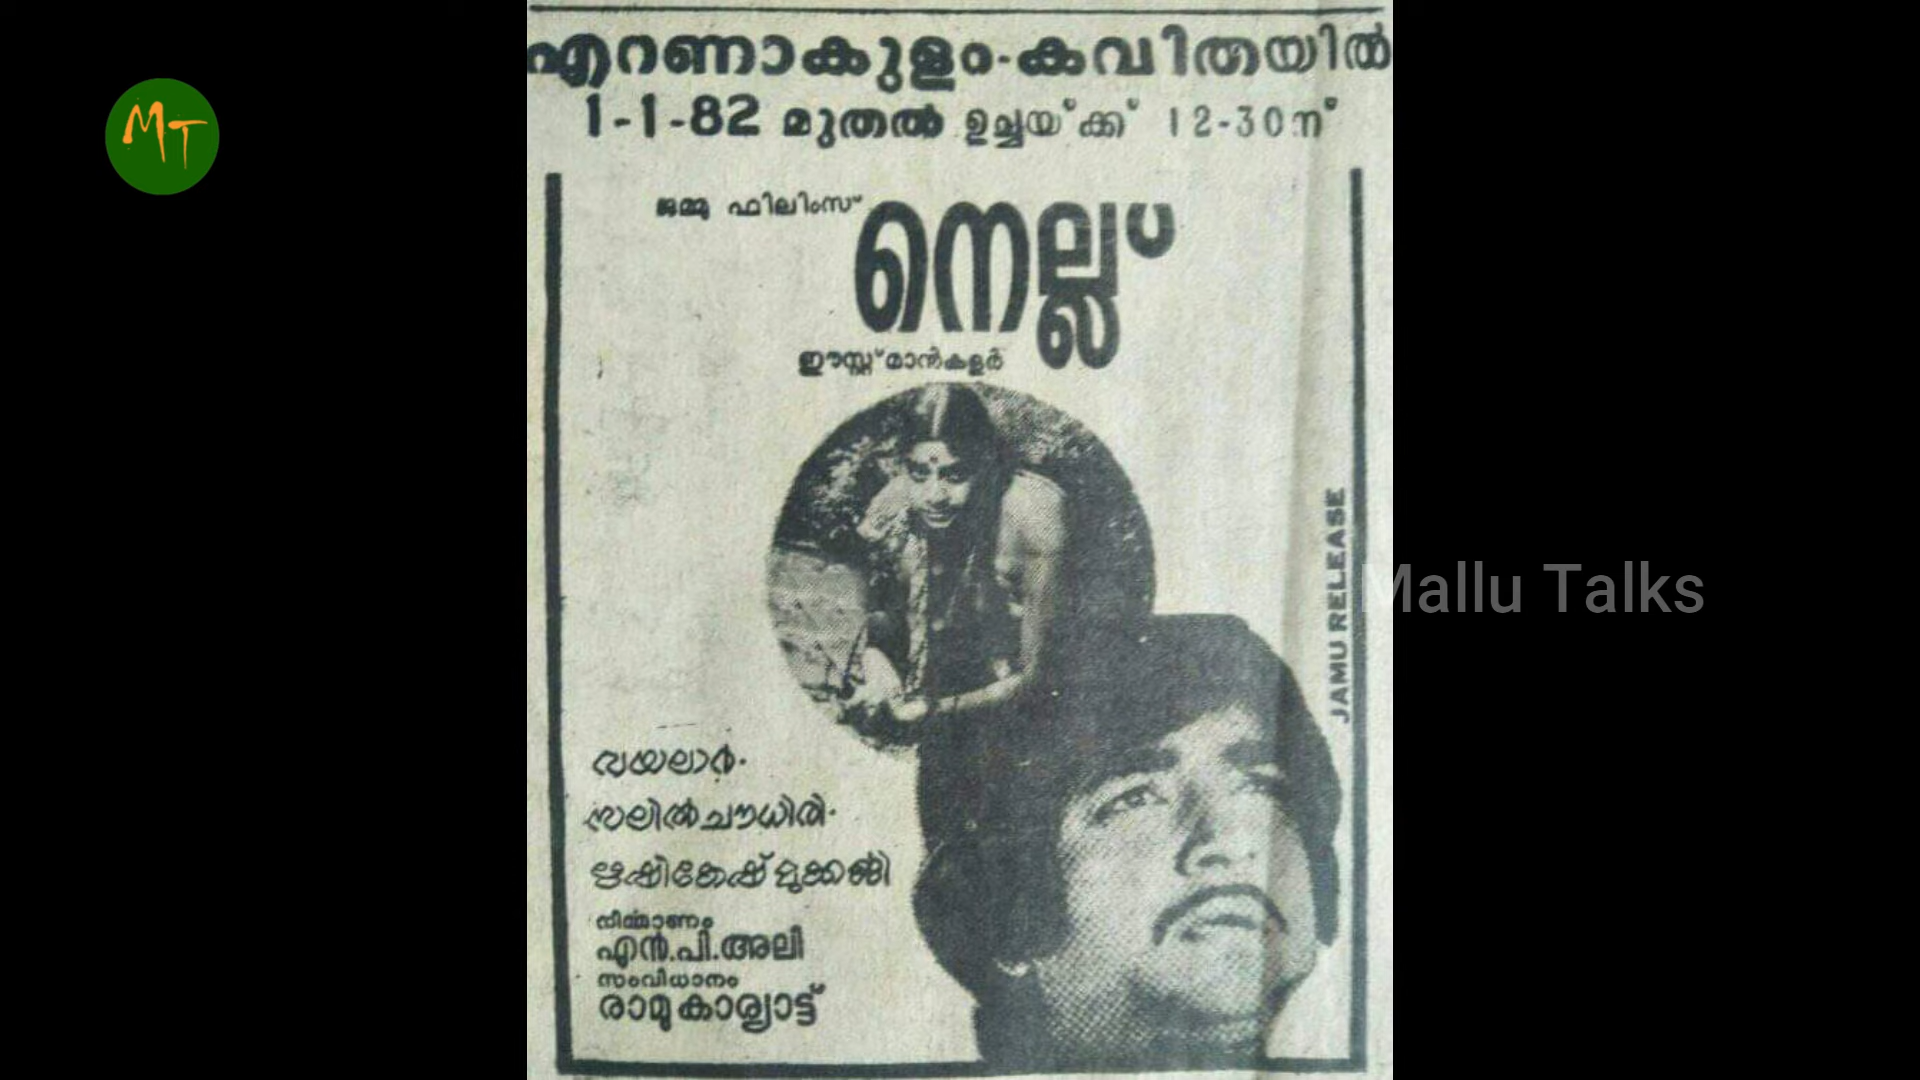 MT
എറണാകുളം-കവിതയിൽ
1-1-82 മുതൽ ഉച്ചയ്ക്ക് 12-30ന്
ജമ്മു ഫിലിംസ്
നെല്ല്
ഈസ്റ്റ്മാൻകളർ
JAMU RELEASE
Mallu Talks
വയലാർ.
സലിൽചൗധിരി.
ഋഷികേഷ് മുക്കർജി
നിർമ്മാണം
എൻ.പി.അലി
സംവിധാനം
രാമു കാര്യാട്ട്